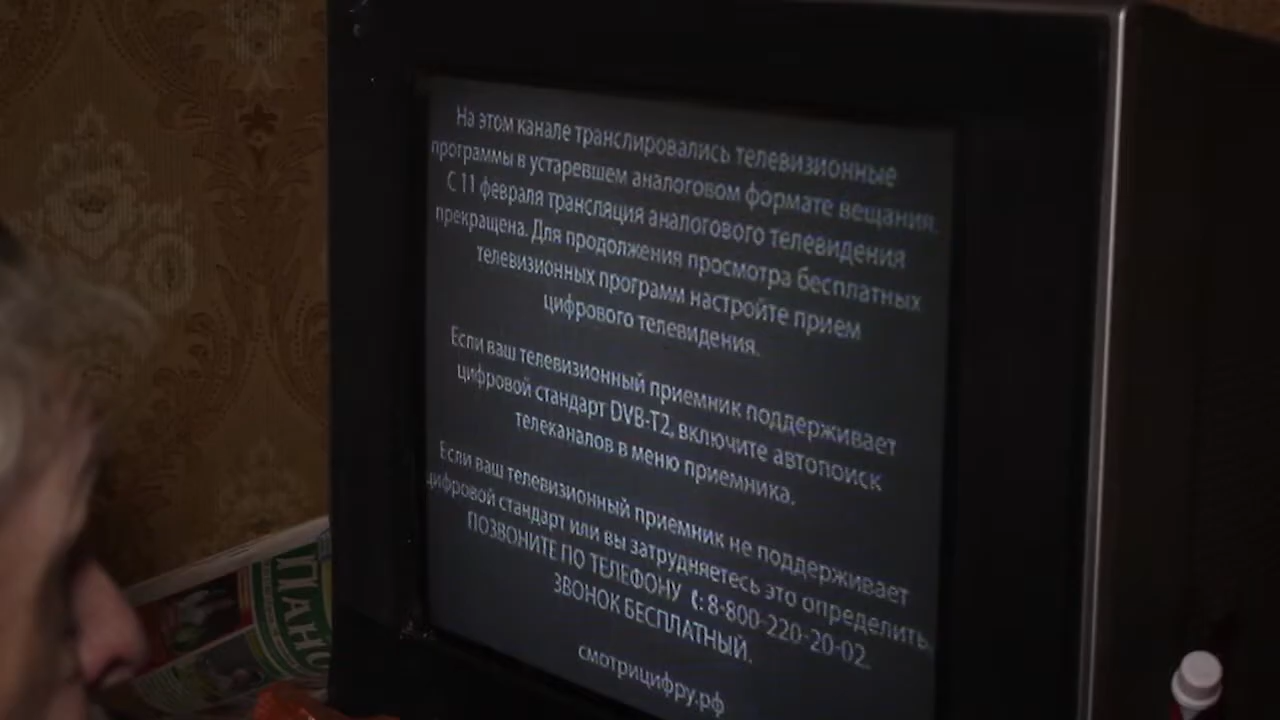 На этом канале транслировались телевизионные
программы в устаревшем аналоговом формате вещания.
С 11 февраля трансляция аналогового телевидения
прекращена. Для продолжения просмотра бесплатных
телевизионных программ настройте прием
цифрового телевидения.
Если ваш телевизионный приемник поддерживает
цифровой стандарт DVB-T2, включите автопоиск
телеканалов в меню приемника.
Если ваш телевизионный приемник не поддерживает
цифровой стандарт или вы затрудняетесь это определить,
ПОЗВОНИТЕ ПО ТЕЛЕФОНУ : 8-800-220-20-02.
ЗВОНОК БЕСПЛАТНЫЙ.
смотрицифру.рф